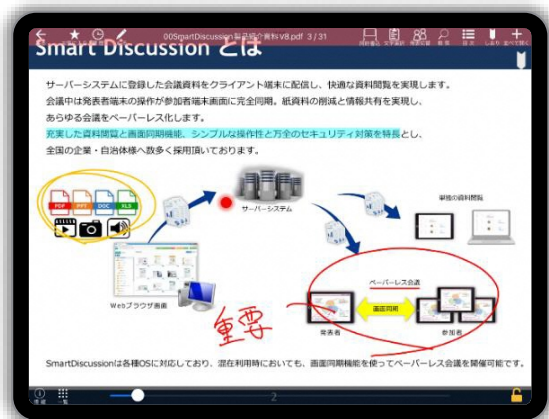 00SmartDiscussion製品紹介資料V8.pdf 3 / 31
Smart Discussion とは
サーバーシステムに登録した会議資料をクライアント端末に配信し、快適な資料閲覧を実現します。
会議中は発表者端末の操作が参加者端末画面に完全同期。紙資料の削減と情報共有を実現し、
あらゆる会議をペーパーレス化します。
充実した資料閲覧と画面同期機能、シンプルな操作性と万全のセキュリティ対策を特長とし、
全国の企業・自治体様へ数多く採用頂いております。
PDF PPT DOC XLS
サーバーシステム
単独の資料閲覧
Webブラウザ画面
ペーパーレス会議
画面同期
発表者
参加者
重要
SmartDiscussionは各種OSに対応しており、混在利用時においても、画面同期機能を使ってペーパーレス会議を開催可能です。
一覧
2